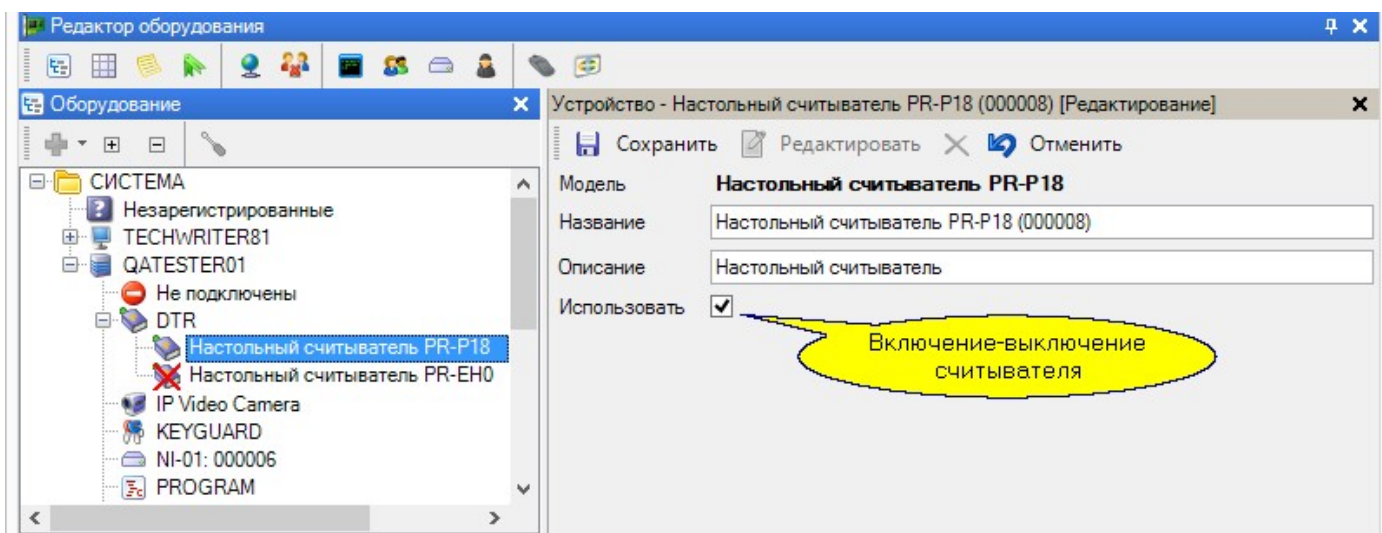 Редактор оборудования
Оборудование
СИСТЕМА
Незарегистрированные
TECHWRITER81
QATESTER01
Не подключены
DTR
Настольный считыватель PR-P18
Настольный считыватель PR-EH0
IP Video Camera
KEYGUARD
NI-01: 000006
PROGRAM
Устройство - Настольный считыватель PR-P18 (000008) [Редактирование]
Сохранить Редактировать Отменить
Модель Настольный считыватель PR-P18
Название Настольный считыватель PR-P18 (000008)
Описание Настольный считыватель
Использовать
Включение-выключение
считывателя